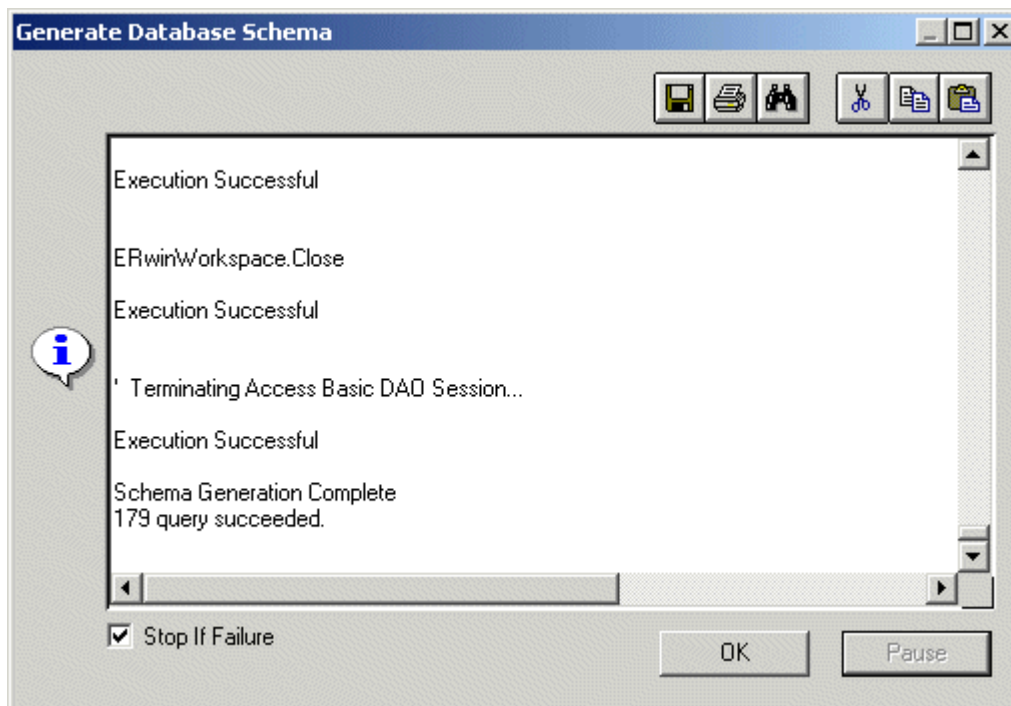 Generate Database Schema
Execution Successful
ERwinWorkspace.Close
Execution Successful
' Terminating Access Basic DAO Session...
Execution Successful
Schema Generation Complete
179 query succeeded.
Stop If Failure
OK
Pause